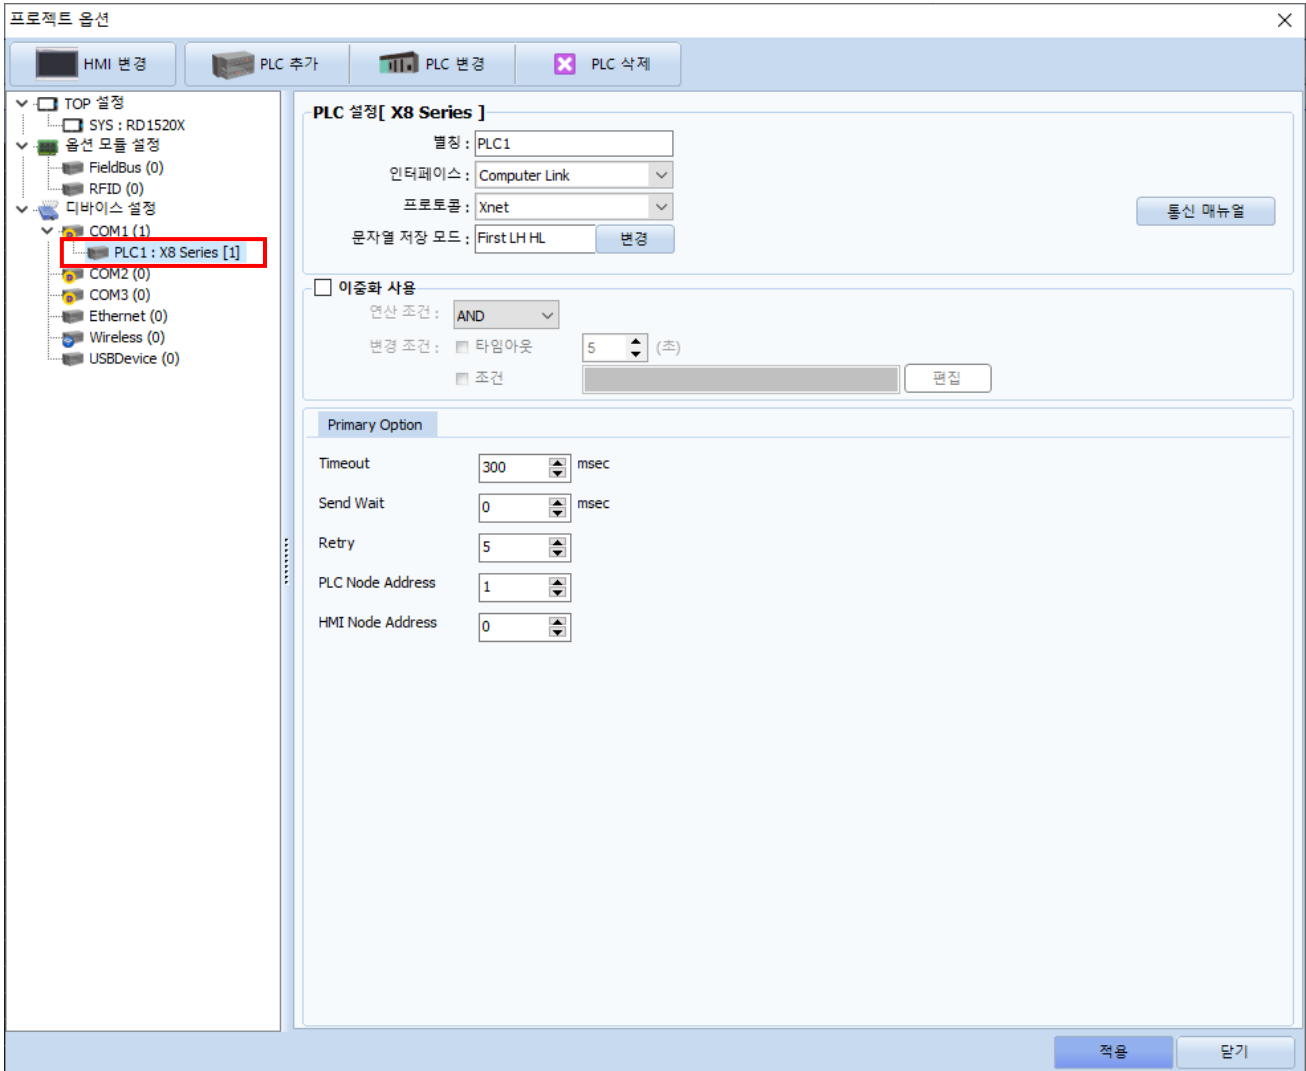 프로젝트 옵션
HMI 변경
PLC 추가
PLC 변경
PLC 삭제
TOP 설정
SYS : RD1520X
옵션 모듈 설정
FieldBus (0)
RFID (0)
디바이스 설정
COM1 (1)
PLC1 : X8 Series [1]
COM2 (0)
COM3 (0)
Ethernet (0)
Wireless (0)
USBDevice (0)
PLC 설정[ X8 Series ]
별칭 : PLC1
인터페이스 : Computer Link
프로토콜 : Xnet
통신 매뉴얼
문자열 저장 모드 : First LH HL 변경
이중화 사용
연산 조건 : AND
변경 조건 : 타임아웃 5 (초)
조건 편집
Primary Option
Timeout 300 msec
Send Wait 0 msec
Retry 5
PLC Node Address 1
HMI Node Address 0
적용
닫기